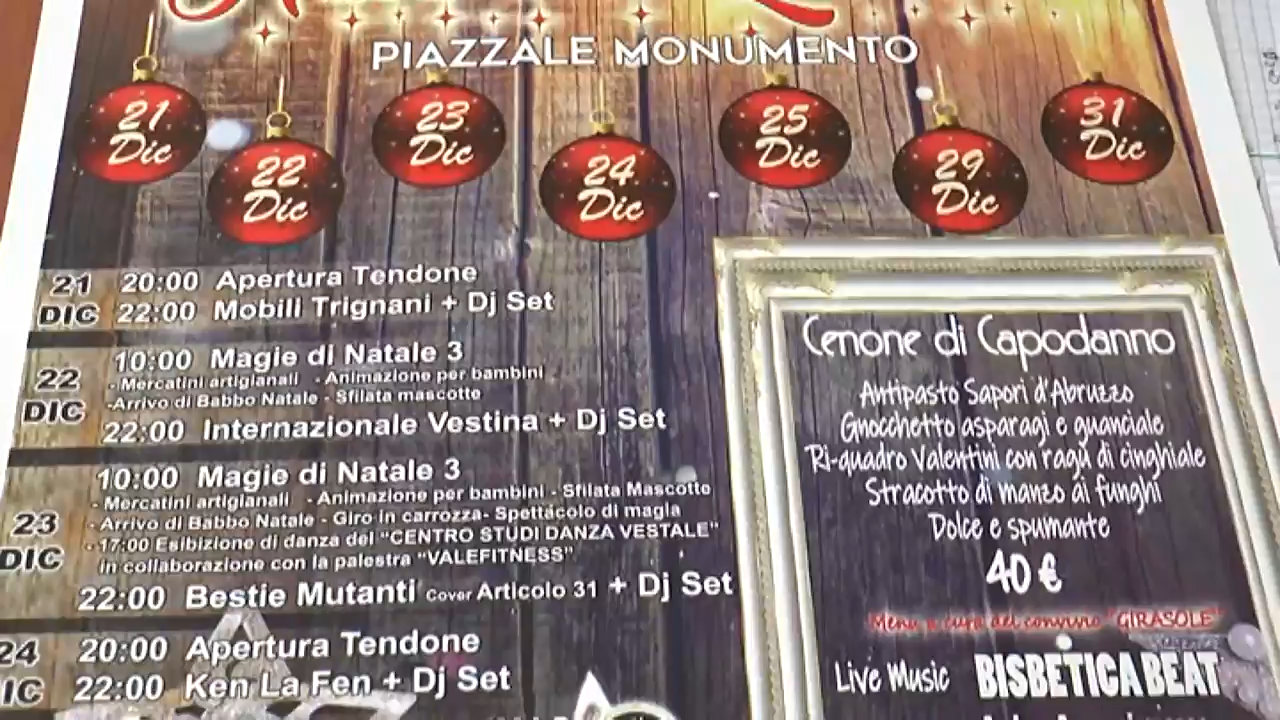 PIAZZALE MONUMENTO
21 Dic
22 Dic
23 Dic
24 Dic
25 Dic
29 Dic
31 Dic
21 DIC
20:00 Apertura Tendone
22:00 Mobili Trignani + Dj Set
22 DIC
10:00 Magie di Natale 3
- Mercatini artigianali - Animazione per bambini
-Arrivo di Babbo Natale - Sfilata mascotte
22:00 Internazionale Vestina + Dj Set
23 DIC
10:00 Magie di Natale 3
- Mercatini artigianali - Animazione per bambini - Sfilata Mascotte
- Arrivo di Babbo Natale - Giro in carrozza- Spettacolo di magia
- 17:00 Esibizione di danza del "CENTRO STUDI DANZA VESTALE"
in collaborazione con la palestra "VALEFITNESS"
22:00 Bestie Mutanti Cover Articolo 31 + Dj Set
24 IC
20:00 Apertura Tendone
22:00 Ken La Fen + Dj Set
Cenone di Capodanno
Antipasto Sapori d'Abruzzo
Gnocchetto asparagi e guanciale
Ri-quadro Valentini con ragù di cinghiale
Stracotto di manzo ai funghi
Dolce e spumante
40 €
Menu a cura del convivio "GIRASOLE"
Live Music BISBETICA BEAT